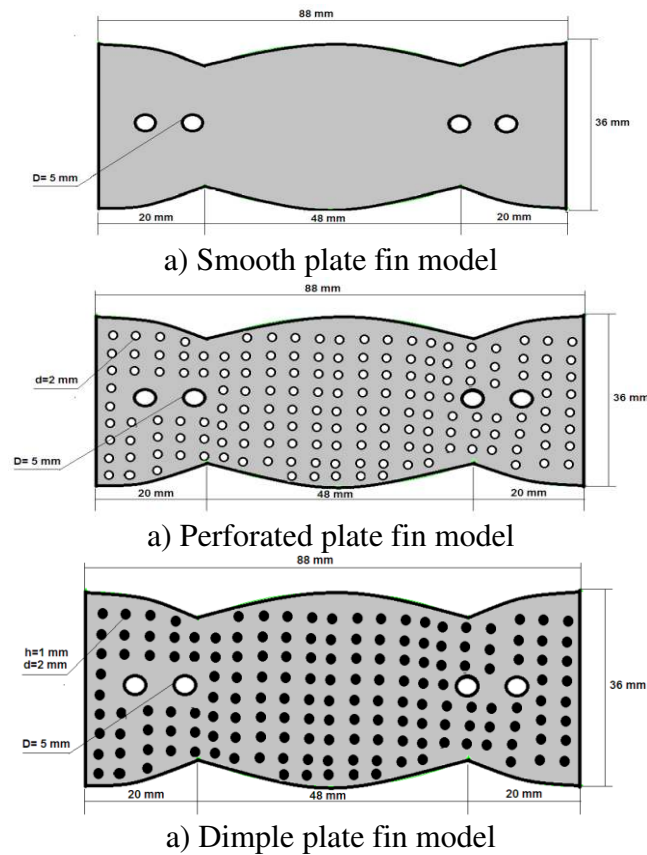 88 mm
36 mm
D= 5 mm
20 mm
48 mm
20 mm
a) Smooth plate fin model
88 mm
d=2 mm
36 mm
D= 5 mm
20 mm
48 mm
20 mm
a) Perforated plate fin model
88 mm
h=1 mm
d=2 mm
36 mm
D= 5 mm
20 mm
48 mm
20 mm
a) Dimple plate fin model